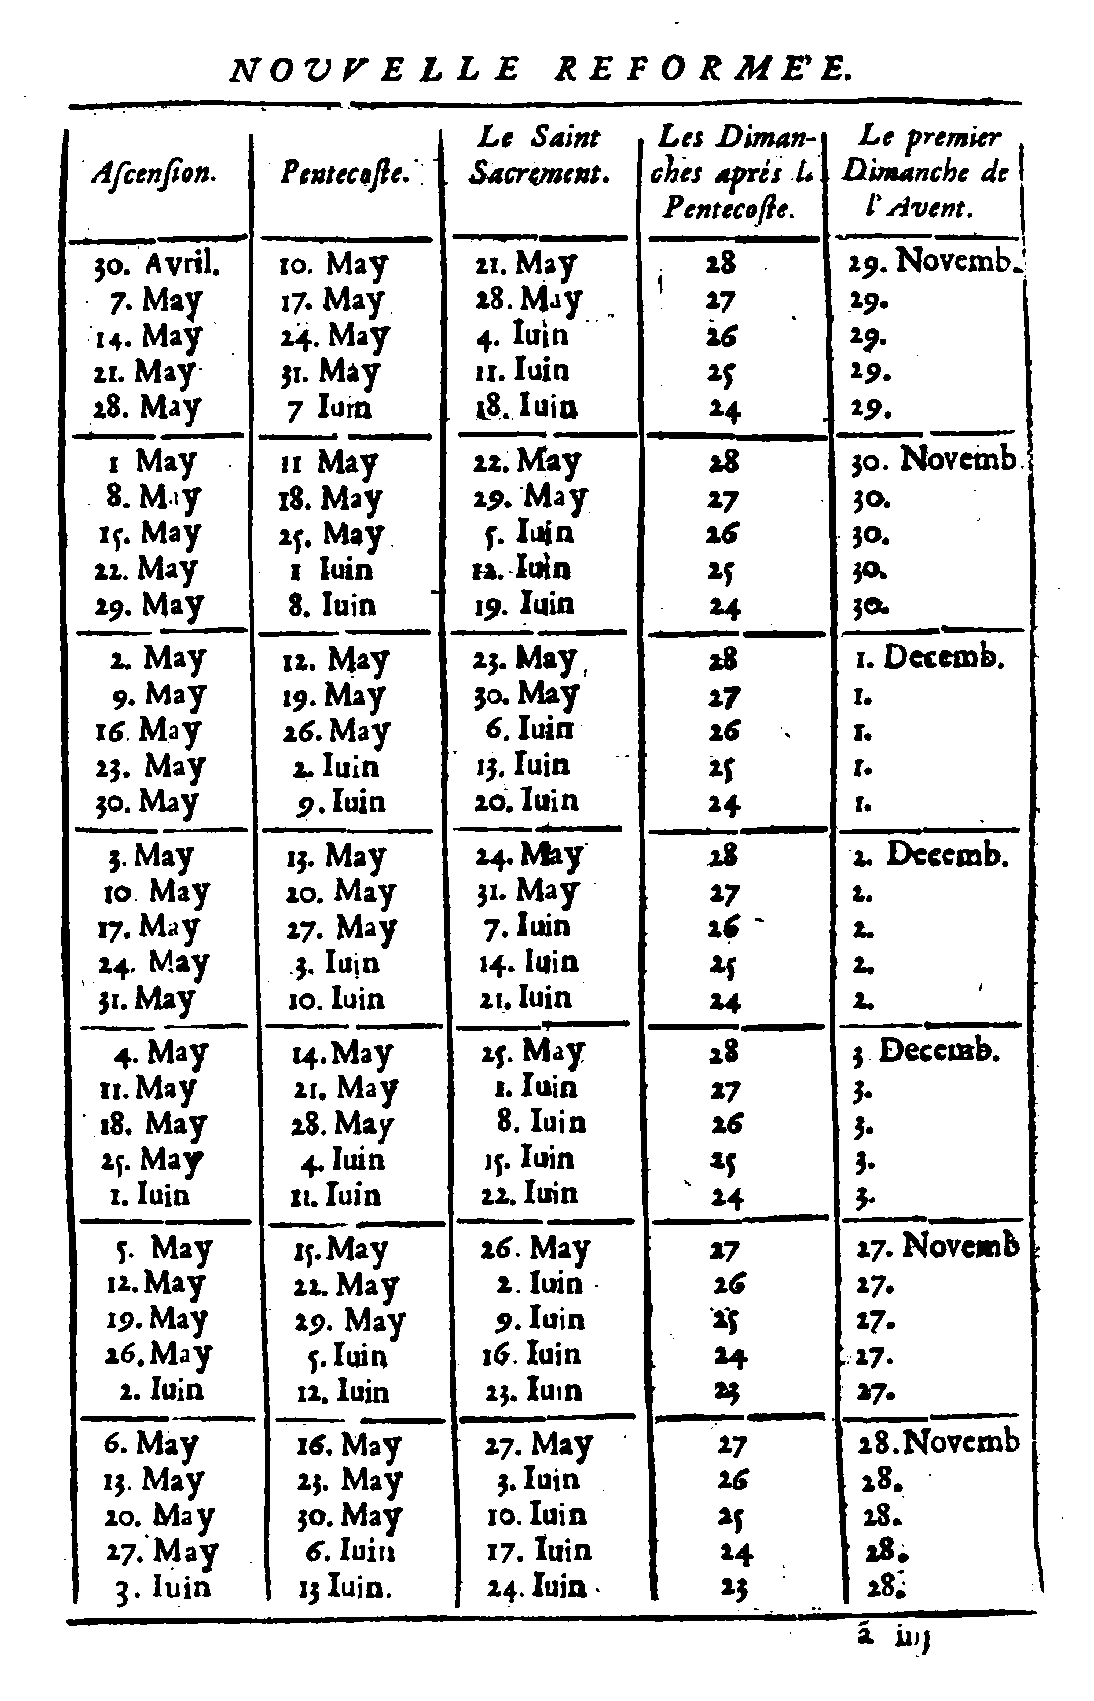 NOUVELLE REFORMÉE.
Aſcenſion. Pentecoſte. Le Saint Sacrement. Les Diman-ches aprés l. Pentecoſte. Le premier Dimanche de l'Avent.
30. Avril. 10. May 21. May 28 29. Novemb.
7. May 17. May 28. May 27 29.
14. May 24. May 4. Iuin 26 29.
21. May 31. May 11. Iuin 25 29.
28. May 7 Iuin 18. Iuin 24 29.
1 May 11 May 22. May 28 30. Novemb.
8. May 18. May 29. May 27 30.
15. May 25. May 5. Iuin 26 30.
22. May 1 Iuin 12. Iuin 25 30.
29. May 8. Iuin 19. Iuin 24 30.
2. May 12. May 23. May 28 1. Decemb.
9. May 19. May 30. May 27 1.
16. May 26. May 6. Iuin 26 1.
23. May 2. Iuin 13. Iuin 25 1.
30. May 9. Iuin 20. Iuin 24 1.
3. May 13. May 24. May 28 2. Decemb.
10. May 20. May 31. May 27 2.
17. May 27. May 7. Iuin 26 2.
24. May 3. Iuin 14. Iuin 25 2.
31. May 10. Iuin 21. Iuin 24 2.
4. May 14. May 25. May 28 3 Decemb.
11. May 21. May 1. Iuin 27 3.
18. May 28. May 8. Iuin 26 3.
25. May 4. Iuin 15. Iuin 25 3.
1. Iuin 11. Iuin 22. Iuin 24 3.
5. May 15. May 26. May 27 27. Novemb
12. May 22. May 2. Iuin 26 27.
19. May 29. May 9. Iuin 25 27.
26. May 5. Iuin 16. Iuin 24 27.
2. Iuin 12. Iuin 23. Iuin 23 27.
6. May 16. May 27. May 27 28. Novemb
13. May 23. May 3. Iuin 26 28.
20. May 30. May 10. Iuin 25 28.
27. May 6. Iuin 17. Iuin 24 28.
3. Iuin 13 Iuin. 24. Iuin. 23 28.
ã iiij